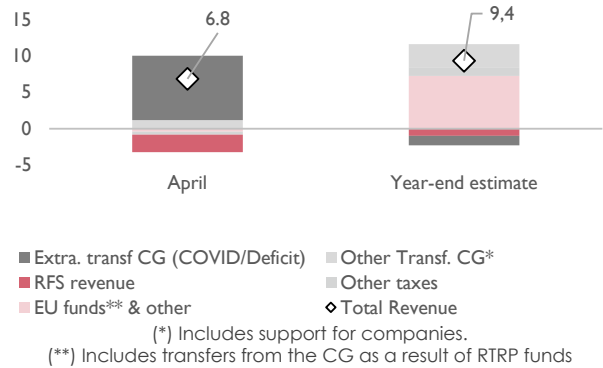 15
6.8
9,4
10
5
0
-5
April Year-end estimate
Extra. transf CG (COVID/Deficit) Other Transf. CG*
RFS revenue Other taxes
EU funds** & other Total Revenue
(*) Includes support for companies.
(**) Includes transfers from the CG as a result of RTRP funds